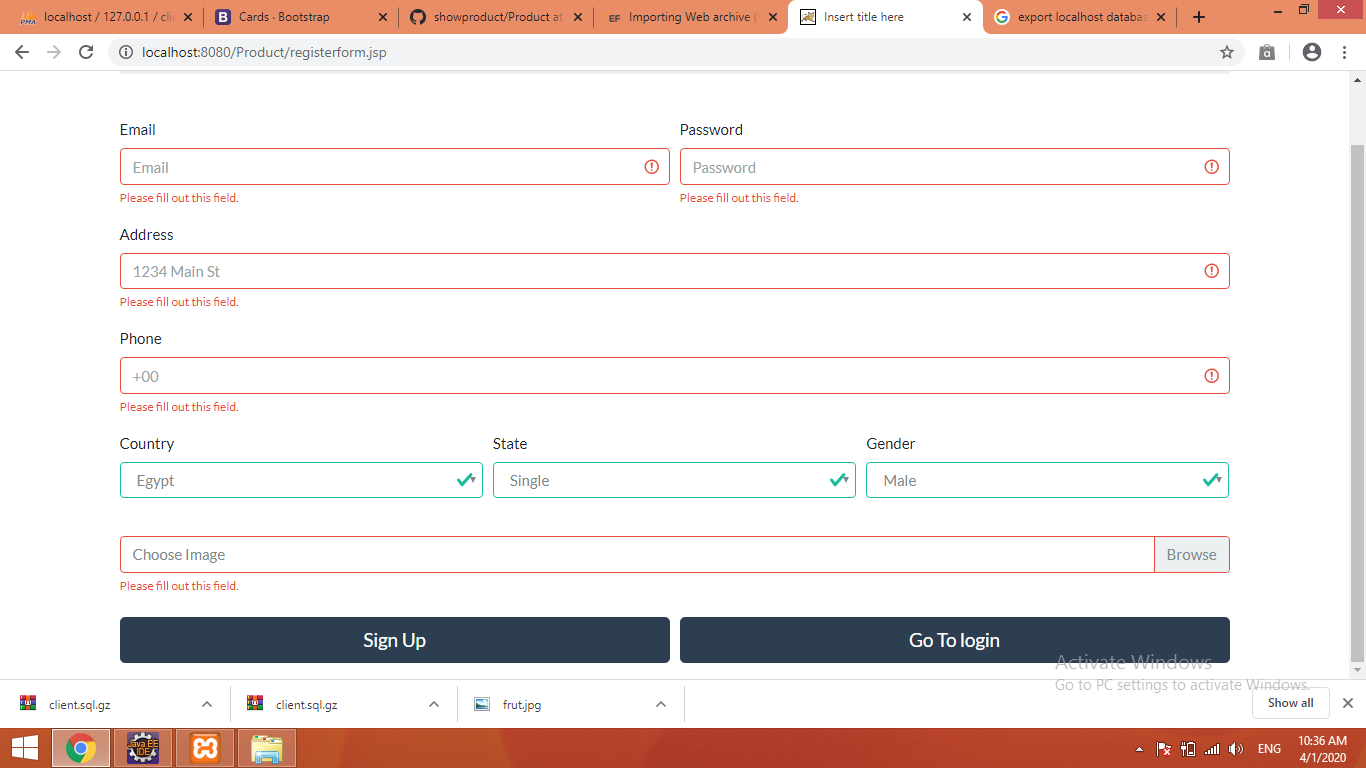 localhost / 127.0.0.1 / cli
Cards · Bootstrap
showproduct/Product at
EF Importing Web archive (
Insert title here
export localhost databas
localhost:8080/Product/registerform.jsp
Email Password
Email Password
Please fill out this field. Please fill out this field.
Address
1234 Main St
Please fill out this field.
Phone
+00
Please fill out this field.
Country State Gender
Egypt Single Male
Choose Image Browse
Please fill out this field.
Sign Up Go To login
Activate Windows
Go to PC settings to activate Windows.
client.sql.gz client.sql.gz frut.jpg Show all
Java EE
IDE
ENG
10:36 AM
4/1/2020